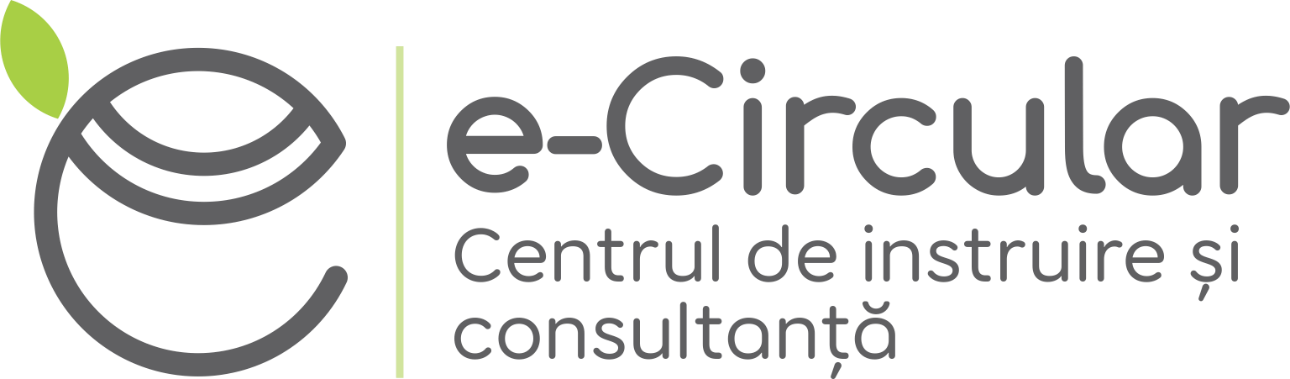 e-Circular
Centrul de instruire și
consultanță